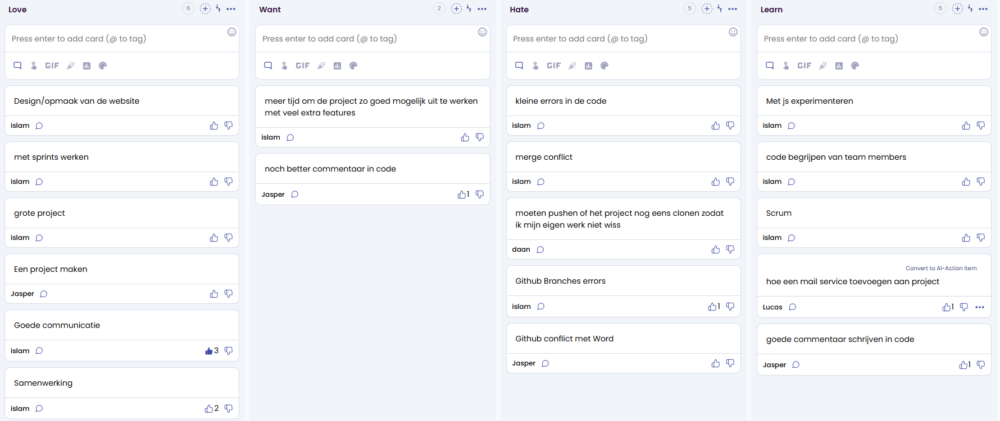 Love
6
Press enter to add card (@ to tag)
GIF
Design/opmaak van de website
islam
met sprints werken
islam
grote project
islam
Een project maken
Jasper
Goede communicatie
islam
3
Samenwerking
islam
2
Want
2
Press enter to add card (@ to tag)
GIF
meer tijd om de project zo goed mogelijk uit te werken
met veel extra features
islam
noch better commentaar in code
Jasper
1
Hate
5
Press enter to add card (@ to tag)
GIF
kleine errors in de code
islam
merge conflict
islam
moeten pushen of het project nog eens clonen zodat
ik mijn eigen werk niet wiss
daan
Github Branches errors
islam
1
Github conflict met Word
Jasper
Learn
5
Press enter to add card (@ to tag)
GIF
Met js experimenteren
islam
code begrijpen van team members
islam
Scrum
islam
Convert to AI-Action Item
hoe een mail service toevoegen aan project
Lucas
1
goede commentaar schrijven in code
Jasper
1